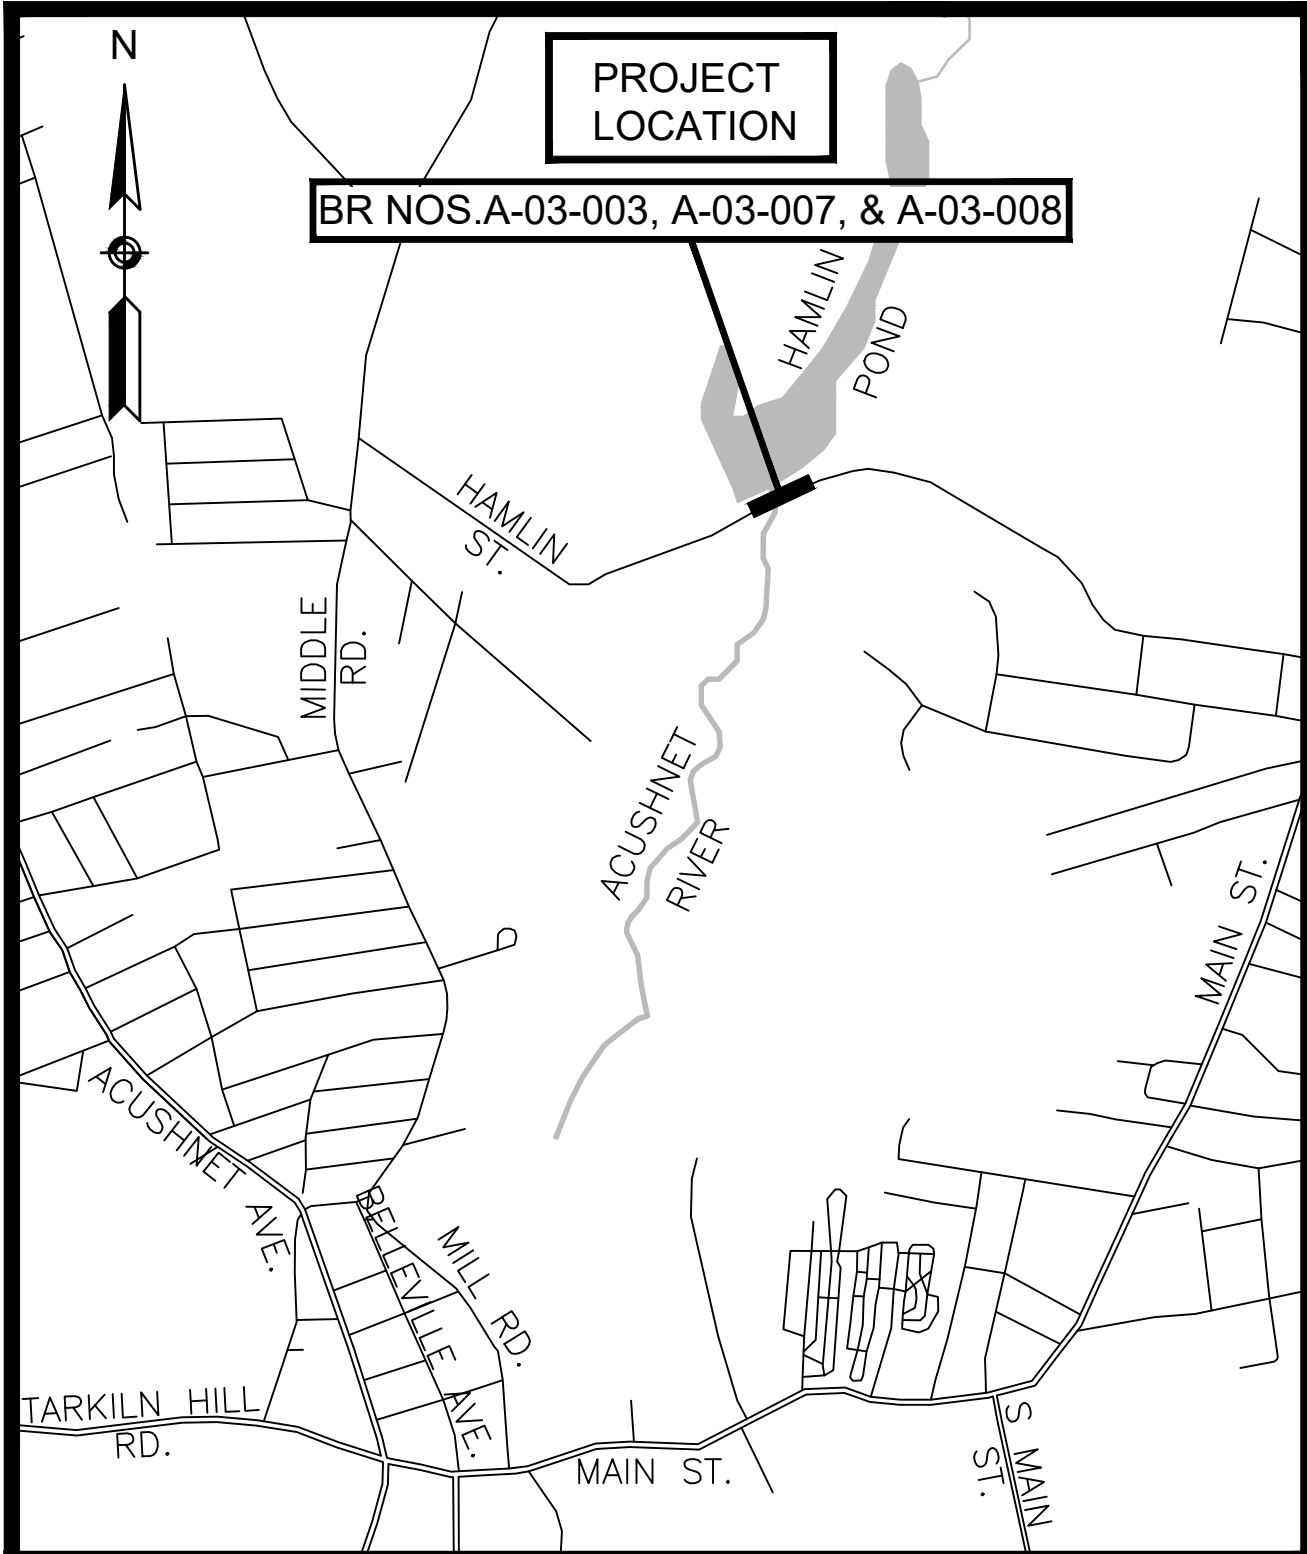 N
PROJECT
LOCATION
BR NOS.A-03-003, A-03-007, & A-03-008
HAMLIN
POND
HAMLIN
ST.
MIDDLE
RD.
ACUSHNET
RIVER
MAIN ST.
ACUSHNET
AVE.
BELLEVILLE AVE.
MILL RD.
TARKILN HILL
RD.
MAIN ST.
S MAIN
ST.